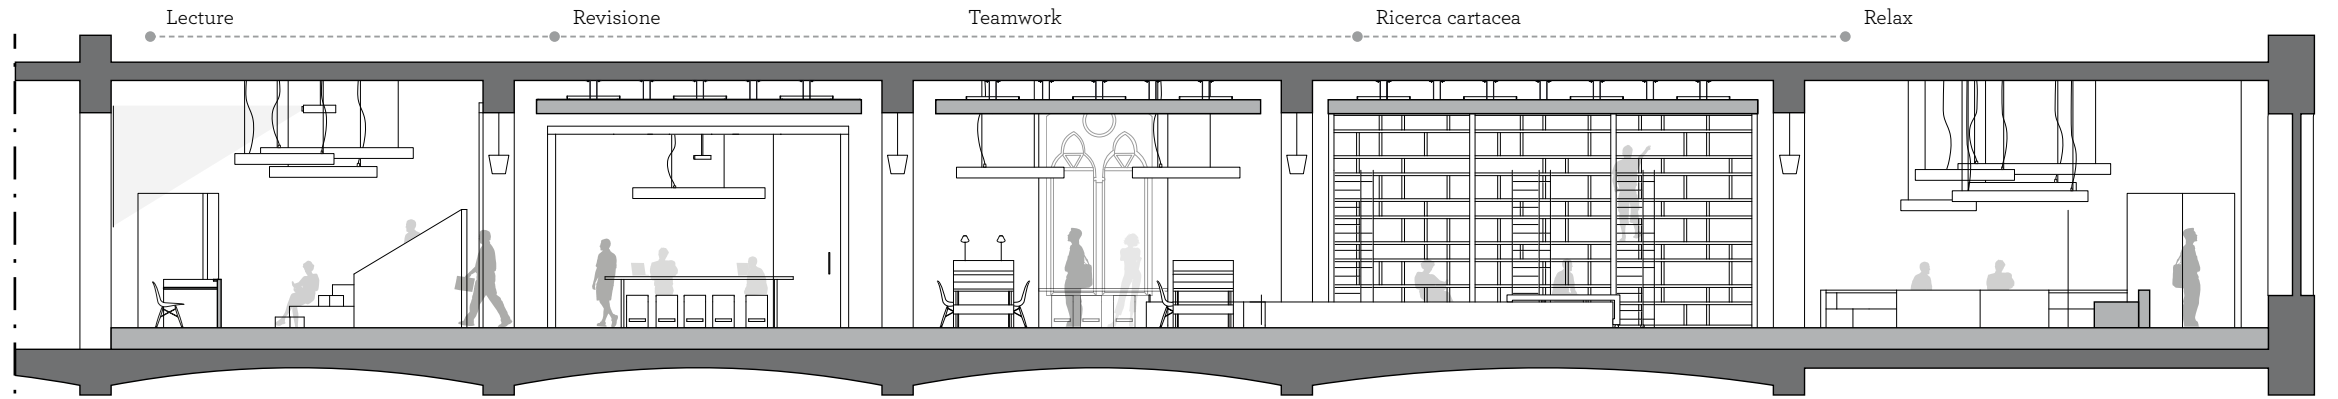 Lecture
Revisione
Teamwork
Ricerca cartacea
Relax